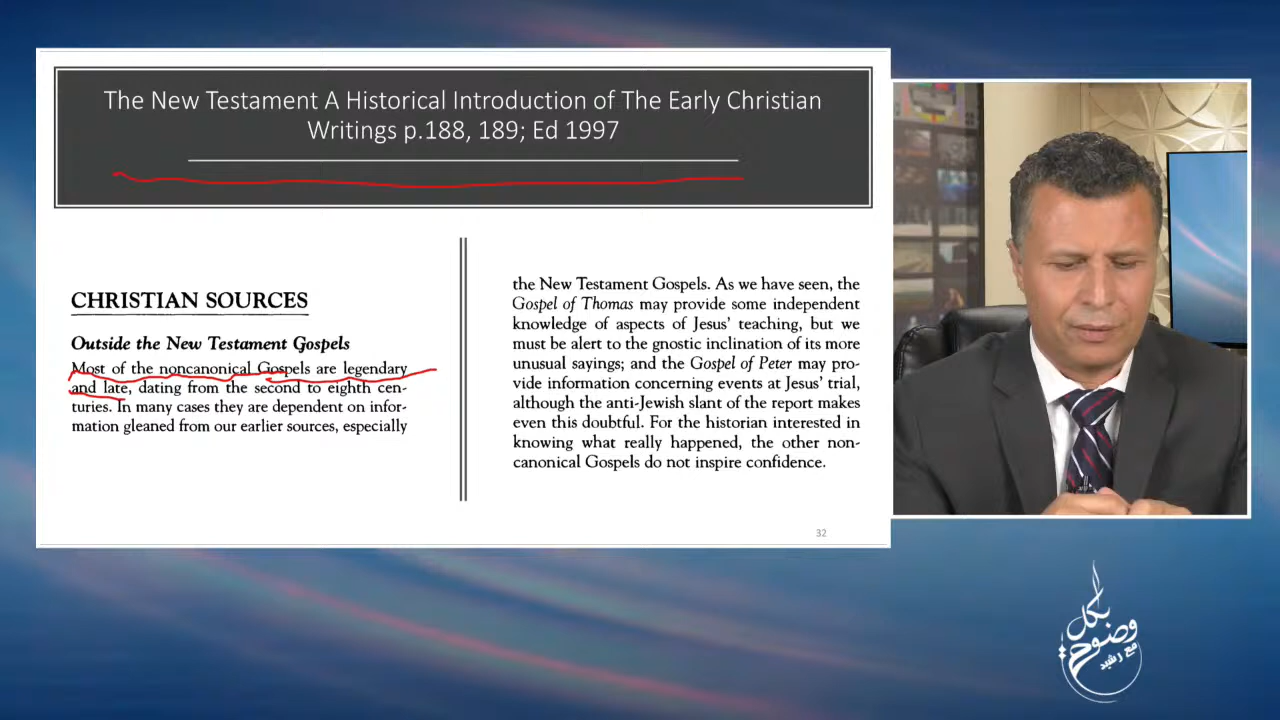 The New Testament A Historical Introduction of The Early Christian
Writings p.188, 189; Ed 1997
CHRISTIAN SOURCES
Outside the New Testament Gospels
Most of the noncanonical Gospels are legendary
and late, dating from the second to eighth cen-
turies. In many cases they are dependent on infor-
mation gleaned from our earlier sources, especially
the New Testament Gospels. As we have seen, the
Gospel of Thomas may provide some independent
knowledge of aspects of Jesus' teaching, but we
must be alert to the gnostic inclination of its more
unusual sayings; and the Gospel of Peter may pro-
vide information concerning events at Jesus' trial,
although the anti-Jewish slant of the report makes
even this doubtful. For the historian interested in
knowing what really happened, the other non-
canonical Gospels do not inspire confidence.
32
بكل
وضوح
مع رشيد